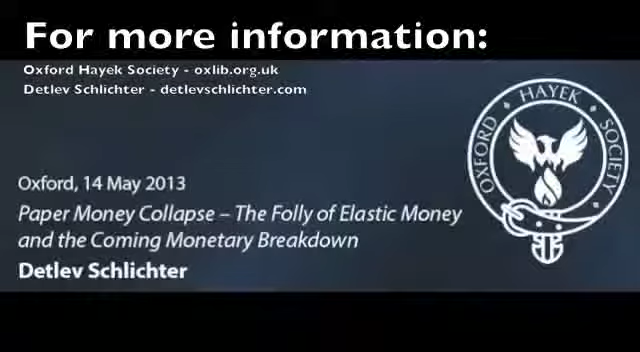 For more information:
Oxford Hayek Society - oxlib.org.uk
Detlev Schlichter - detlevschlichter.com
OXFORD • HAYEK • SOCIETY •
Oxford, 14 May 2013
Paper Money Collapse – The Folly of Elastic Money
and the Coming Monetary Breakdown
Detlev Schlichter